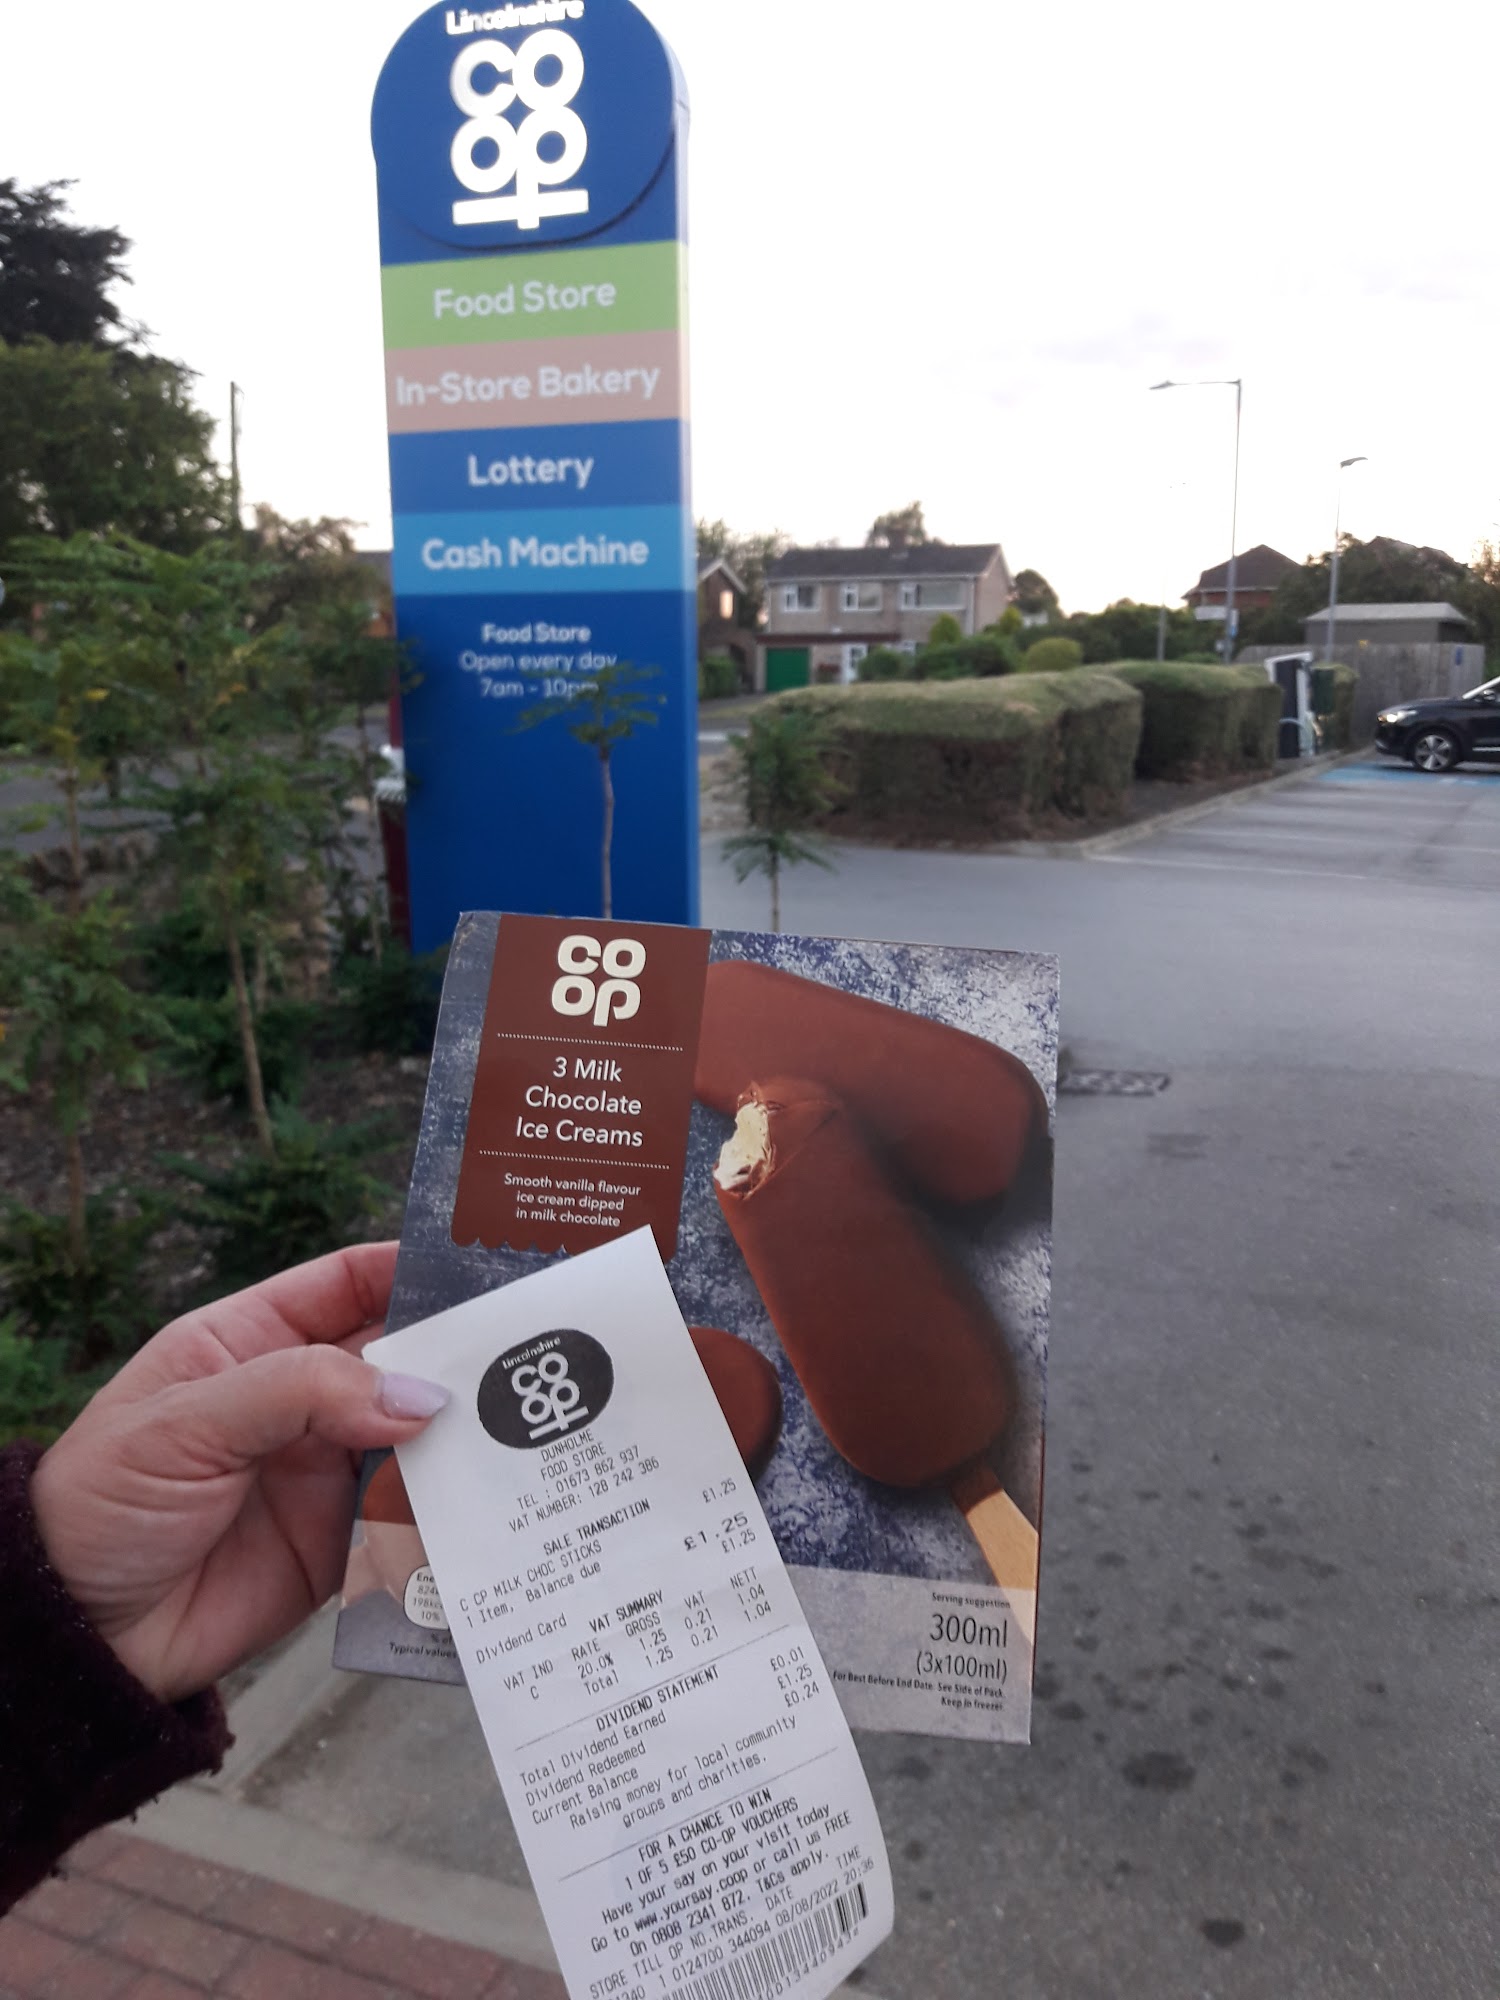 Lincolnshire
co
op
Food Store
In-Store Bakery
Lottery
Cash Machine
Food Store
Open every day
7am - 10pm
co
op
3 Milk
Chocolate
Ice Creams
Smooth vanilla flavour
ice cream dipped
in milk chocolate
Serving suggestion
300ml
(3x100ml)
For Best Before End Date: See Side of Pack.
Keep in freezer.
10%
% of
Typical values
Lincolnshire
co
op
DUNHOLME
FOOD STORE
TEL : 01673 862 937
VAT NUMBER: 128 242 386
SALE TRANSACTION
C CP MILK CHOC STICKS £1.25
1 Item, Balance due £1.25
Dividend Card £1.25
VAT SUMMARY
VAT IND RATE GROSS VAT NETT
C 20.0% 1.25 0.21 1.04
Total 1.25 0.21 1.04
DIVIDEND STATEMENT
Total Dividend Earned £0.01
Dividend Redeemed £1.25
Current Balance £0.24
Raising money for local community
groups and charities.
FOR A CHANCE TO WIN
1 OF 5 £50 CO-OP VOUCHERS
Have your say on your visit today
Go to www.yoursay.coop or call us FREE
On 0808 2341 872. T&Cs apply.
STORE TILL OP NO.TRANS. DATE TIME
1 0124700 344094 08/08/2022 20:36